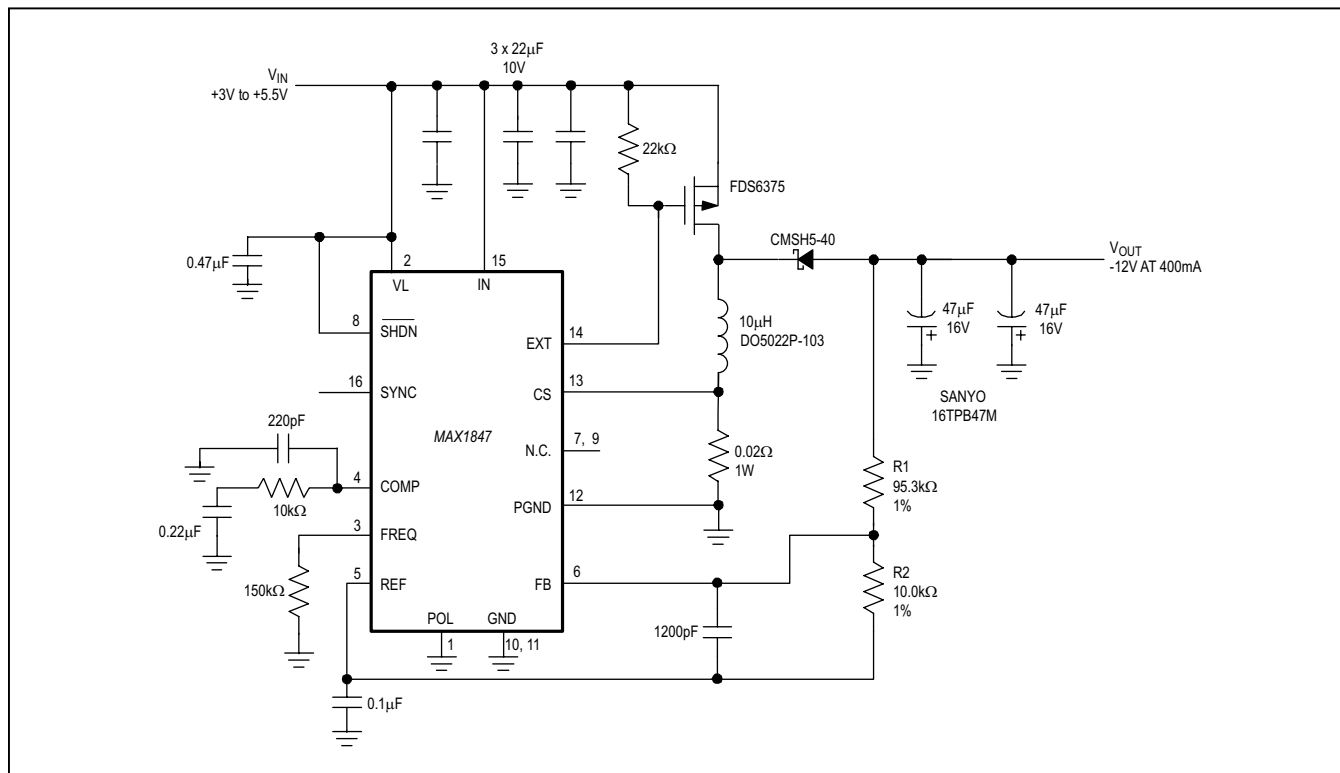 3 x 22µF
10V
V_IN
+3V to +5.5V
22kΩ
FDS6375
CMSH5-40
V_OUT
-12V AT 400mA
0.47µF
2
15
VL
IN
47µF
16V
47µF
16V
8
SHDN
14
EXT
10µH
DO5022P-103
16
SYNC
13
CS
SANYO
16TPB47M
220pF
MAX1847
7, 9
N.C.
0.02Ω
1W
R1
95.3kΩ
1%
4
COMP
10kΩ
12
PGND
0.22µF
3
FREQ
5
REF
6
FB
R2
10.0kΩ
1%
150kΩ
POL
GND
1
10, 11
1200pF
0.1µF